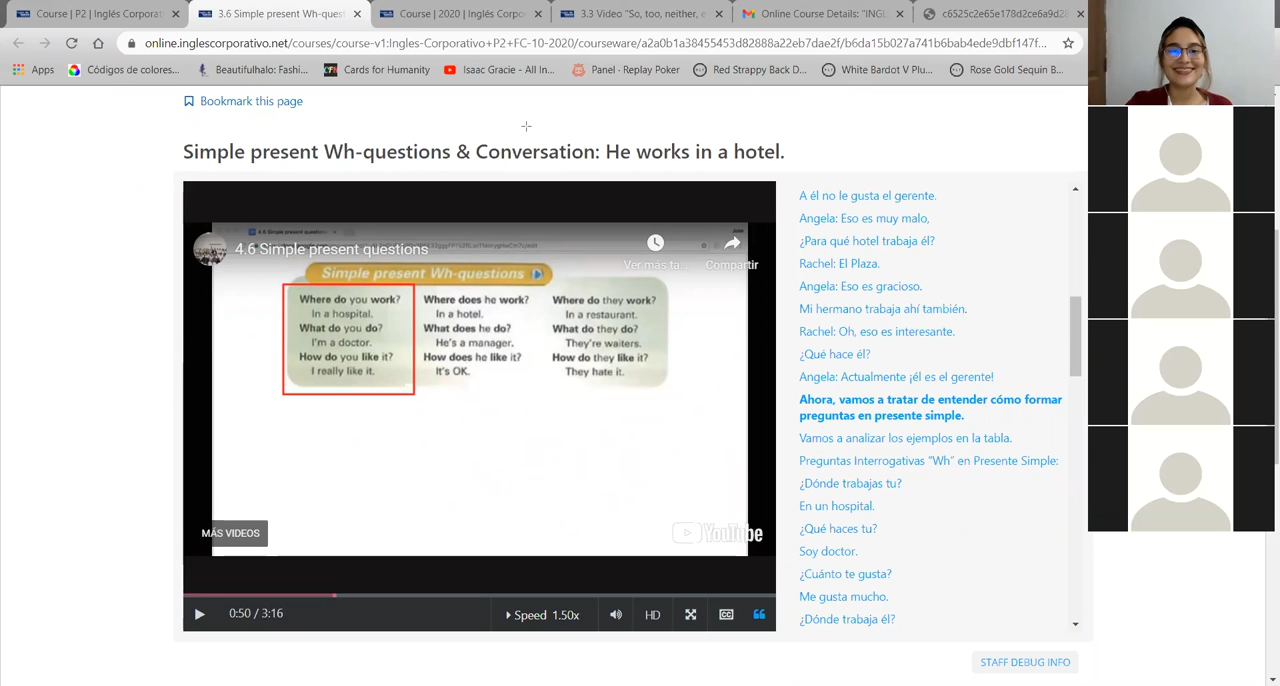 Course | P2 | Inglés Corporati
3.6 Simple present Wh-quest
Course | 2020 | Inglés Corpo
3.3 Video "So, too, neither, e
Online Course Details: "INGL
c6525c2e65e178d2ce6a9d28
online.inglescorporativo.net/courses/course-v1:Ingles-Corporativo+P2+FC-10-2020/courseware/a2a0b1a38455453d82888a22eb7dae2f/b6da15b027a741b6bab4ede9dbf147f...
Apps
Códigos de colores...
Beautifulhalo: Fashi...
Cards for Humanity
Isaac Gracie - All In...
Panel · Replay Poker
Red Strappy Back D...
White Bardot V Plu...
Rose Gold Sequin B...
Bookmark this page
Simple present Wh-questions & Conversation: He works in a hotel.
4.6 Simple present questions
Ver más ta...
Compartir
Simple present Wh-questions
Where do you work? Where does he work? Where do they work?
In a hospital. In a hotel. In a restaurant.
What do you do? What does he do? What do they do?
I'm a doctor. He's a manager. They're waiters.
How do you like it? How does he like it? How do they like it?
I really like it. It's OK. They hate it.
MÁS VIDEOS
YouTube
0:50 / 3:16
Speed 1.50x
HD
CC
A él no le gusta el gerente.
Angela: Eso es muy malo,
¿Para qué hotel trabaja él?
Rachel: El Plaza.
Angela: Eso es gracioso.
Mi hermano trabaja ahí también.
Rachel: Oh, eso es interesante.
¿Qué hace él?
Angela: Actualmente ¡él es el gerente!
Ahora, vamos a tratar de entender cómo formar
preguntas en presente simple.
Vamos a analizar los ejemplos en la tabla.
Preguntas Interrogativas "Wh" en Presente Simple:
¿Dónde trabajas tu?
En un hospital.
¿Qué haces tu?
Soy doctor.
¿Cuánto te gusta?
Me gusta mucho.
¿Dónde trabaja él?
STAFF DEBUG INFO